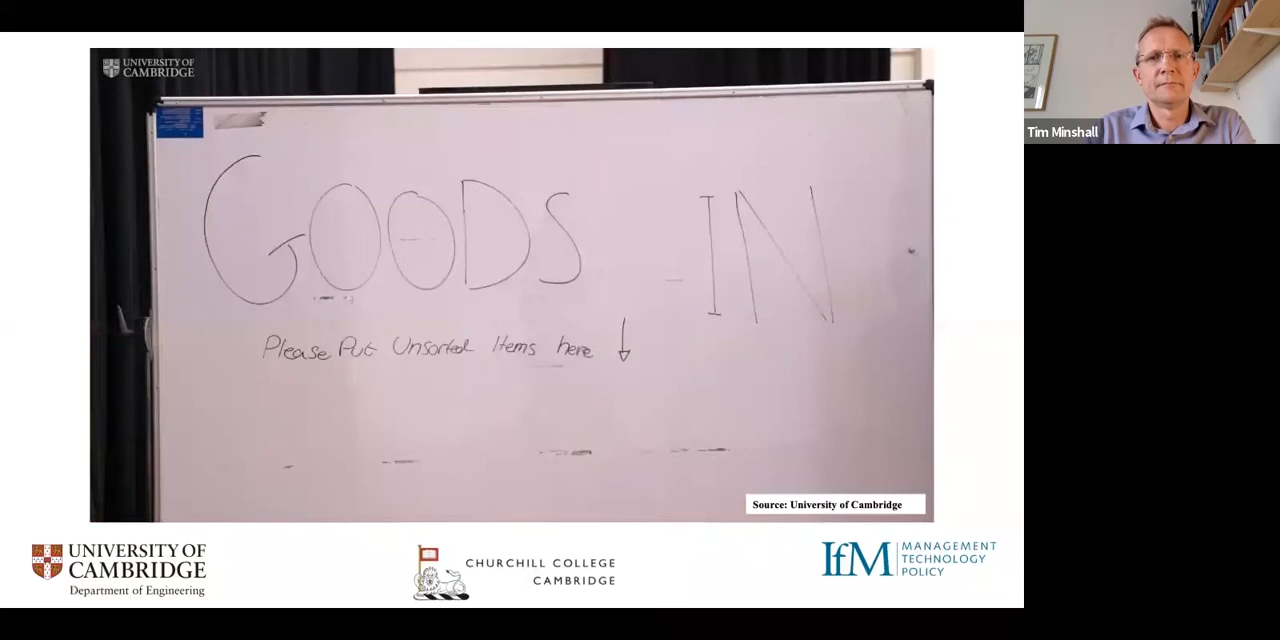 UNIVERSITY OF
CAMBRIDGE
GOODS IN
Please Put Unsorted Items here ↓
Source: University of Cambridge
Tim Minshall
UNIVERSITY OF
CAMBRIDGE
Department of Engineering
CHURCHILL COLLEGE
CAMBRIDGE
IfM
MANAGEMENT
TECHNOLOGY
POLICY